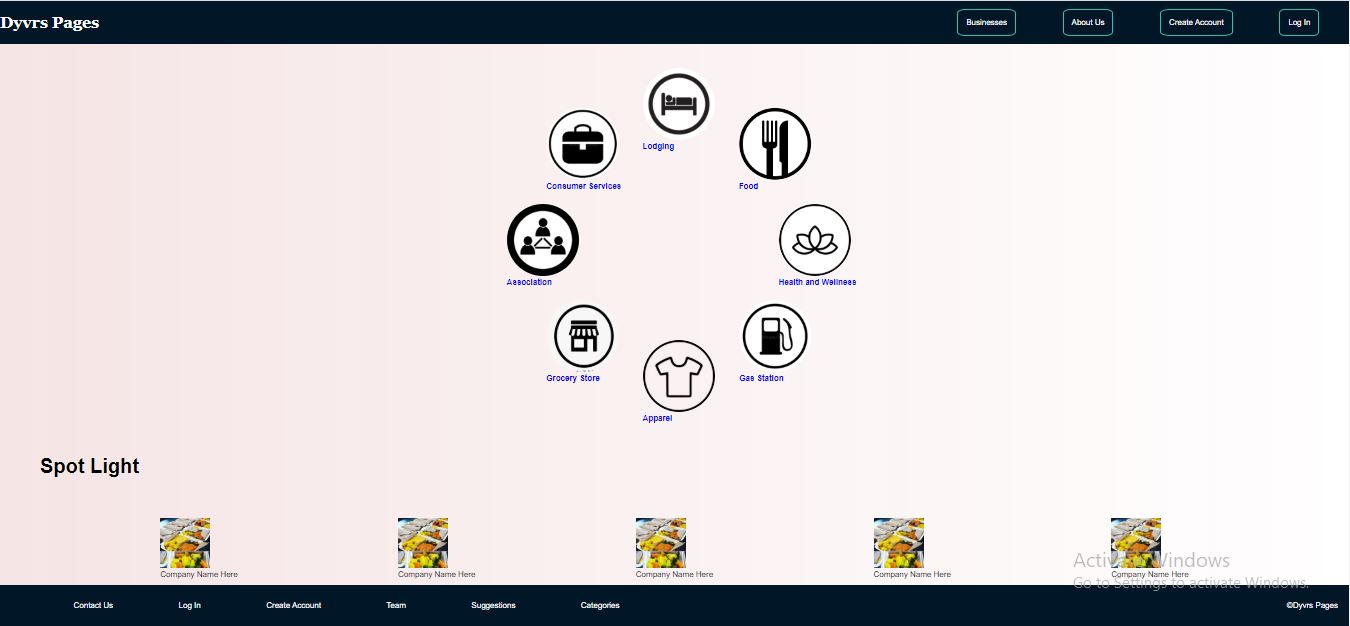 Dyvrs Pages
Businesses
About Us
Create Account
Log In
Lodging
Consumer Services
Food
Association
Health and Wellness
Grocery Store
Gas Station
Apparel
Spot Light
Company Name Here
Company Name Here
Company Name Here
Company Name Here
Company Name Here
Activate Windows
Go to Settings to activate Windows.
Contact Us
Log In
Create Account
Team
Suggestions
Categories
©Dyvrs Pages